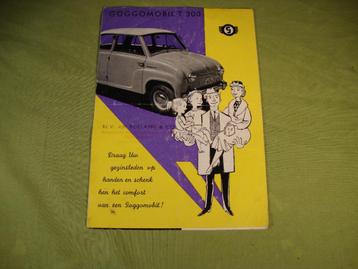 GOGGOMOBIL T 300
G
Draag Uw
gezinsleden op
handen en schenk
hen het comfort
van een Goggomobil!